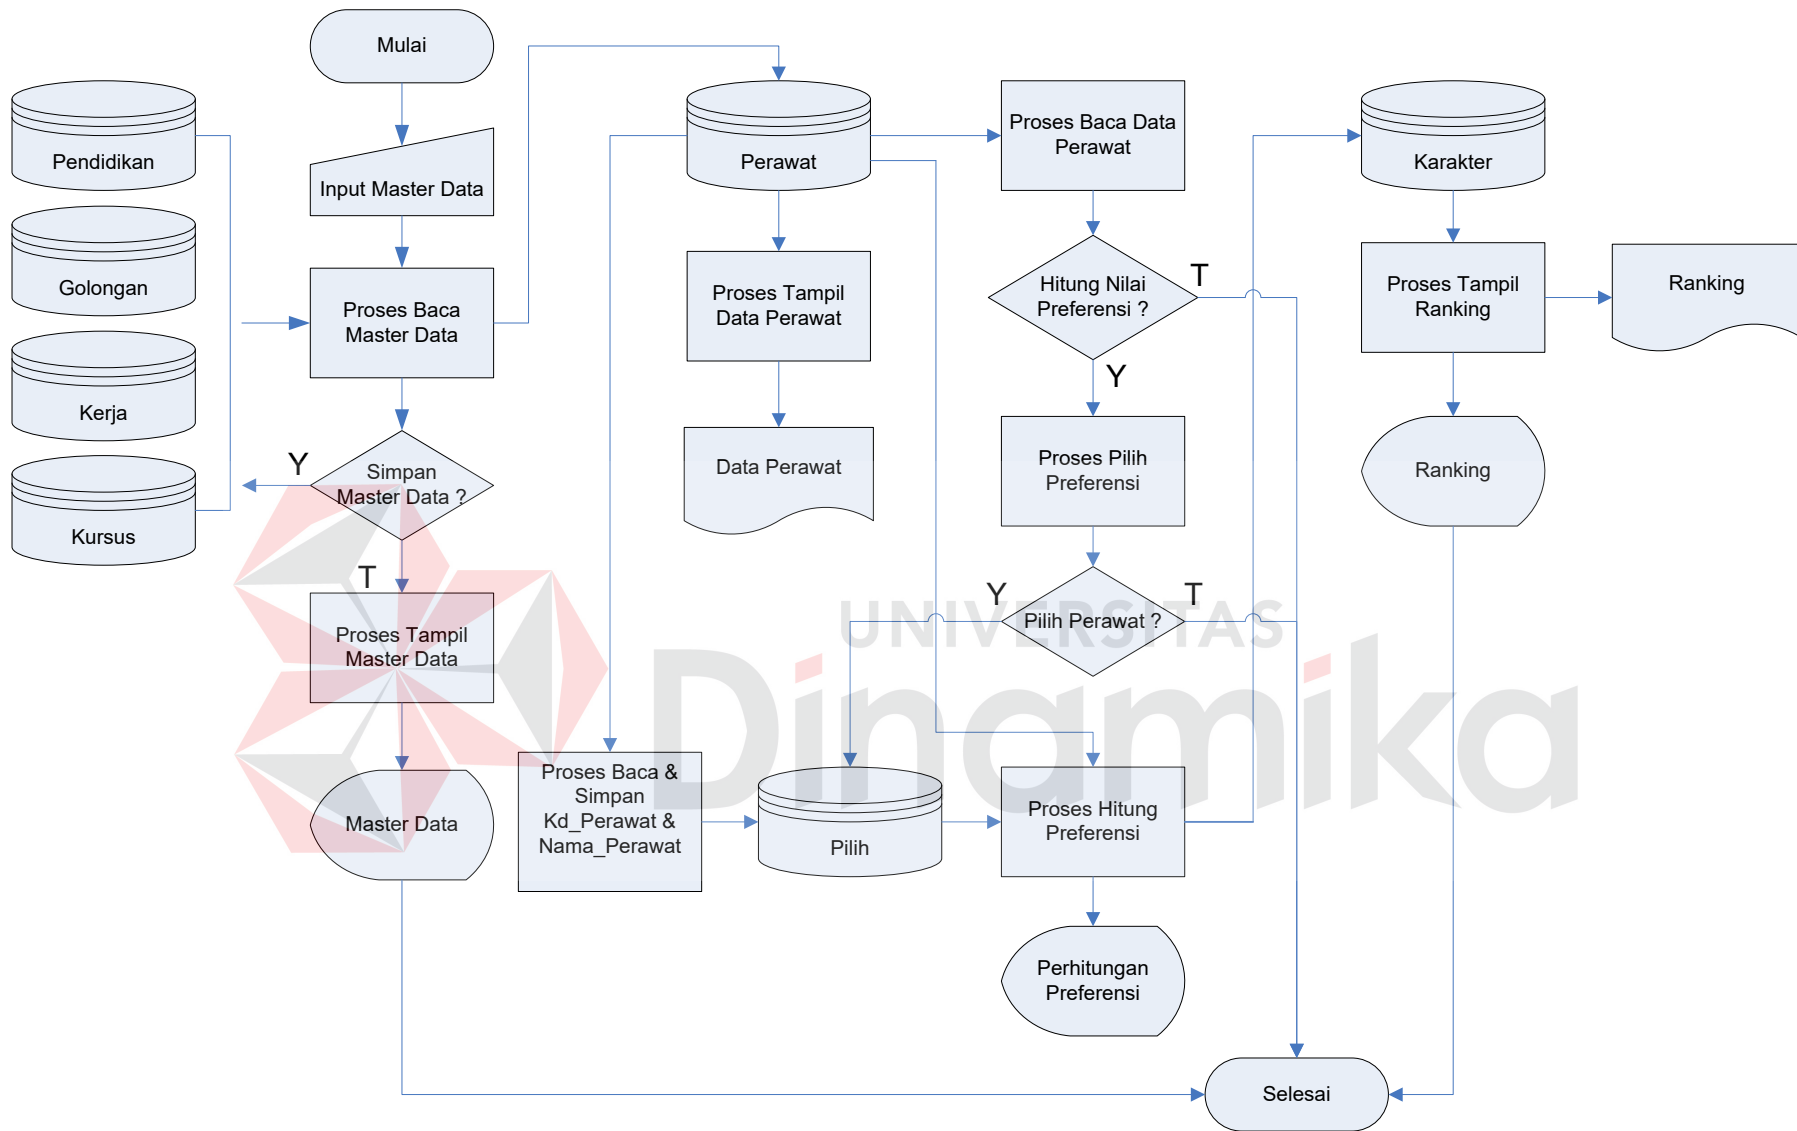 Mulai
Pendidikan
Golongan
Kerja
Kursus
Input Master Data
Proses Baca
Master Data
Y
Simpan
Master Data ?
T
Proses Tampil
Master Data
Master Data
Perawat
Proses Tampil
Data Perawat
Data Perawat
Proses Baca &
Simpan
Kd_Perawat &
Nama_Perawat
Pilih
Proses Baca Data
Perawat
Hitung Nilai
Preferensi ?
T
Y
Proses Pilih
Preferensi
Y
Pilih Perawat ?
T
Proses Hitung
Preferensi
Perhitungan
Preferensi
Karakter
Proses Tampil
Ranking
Ranking
Ranking
Selesai
UNIVERSITAS
Dinamika